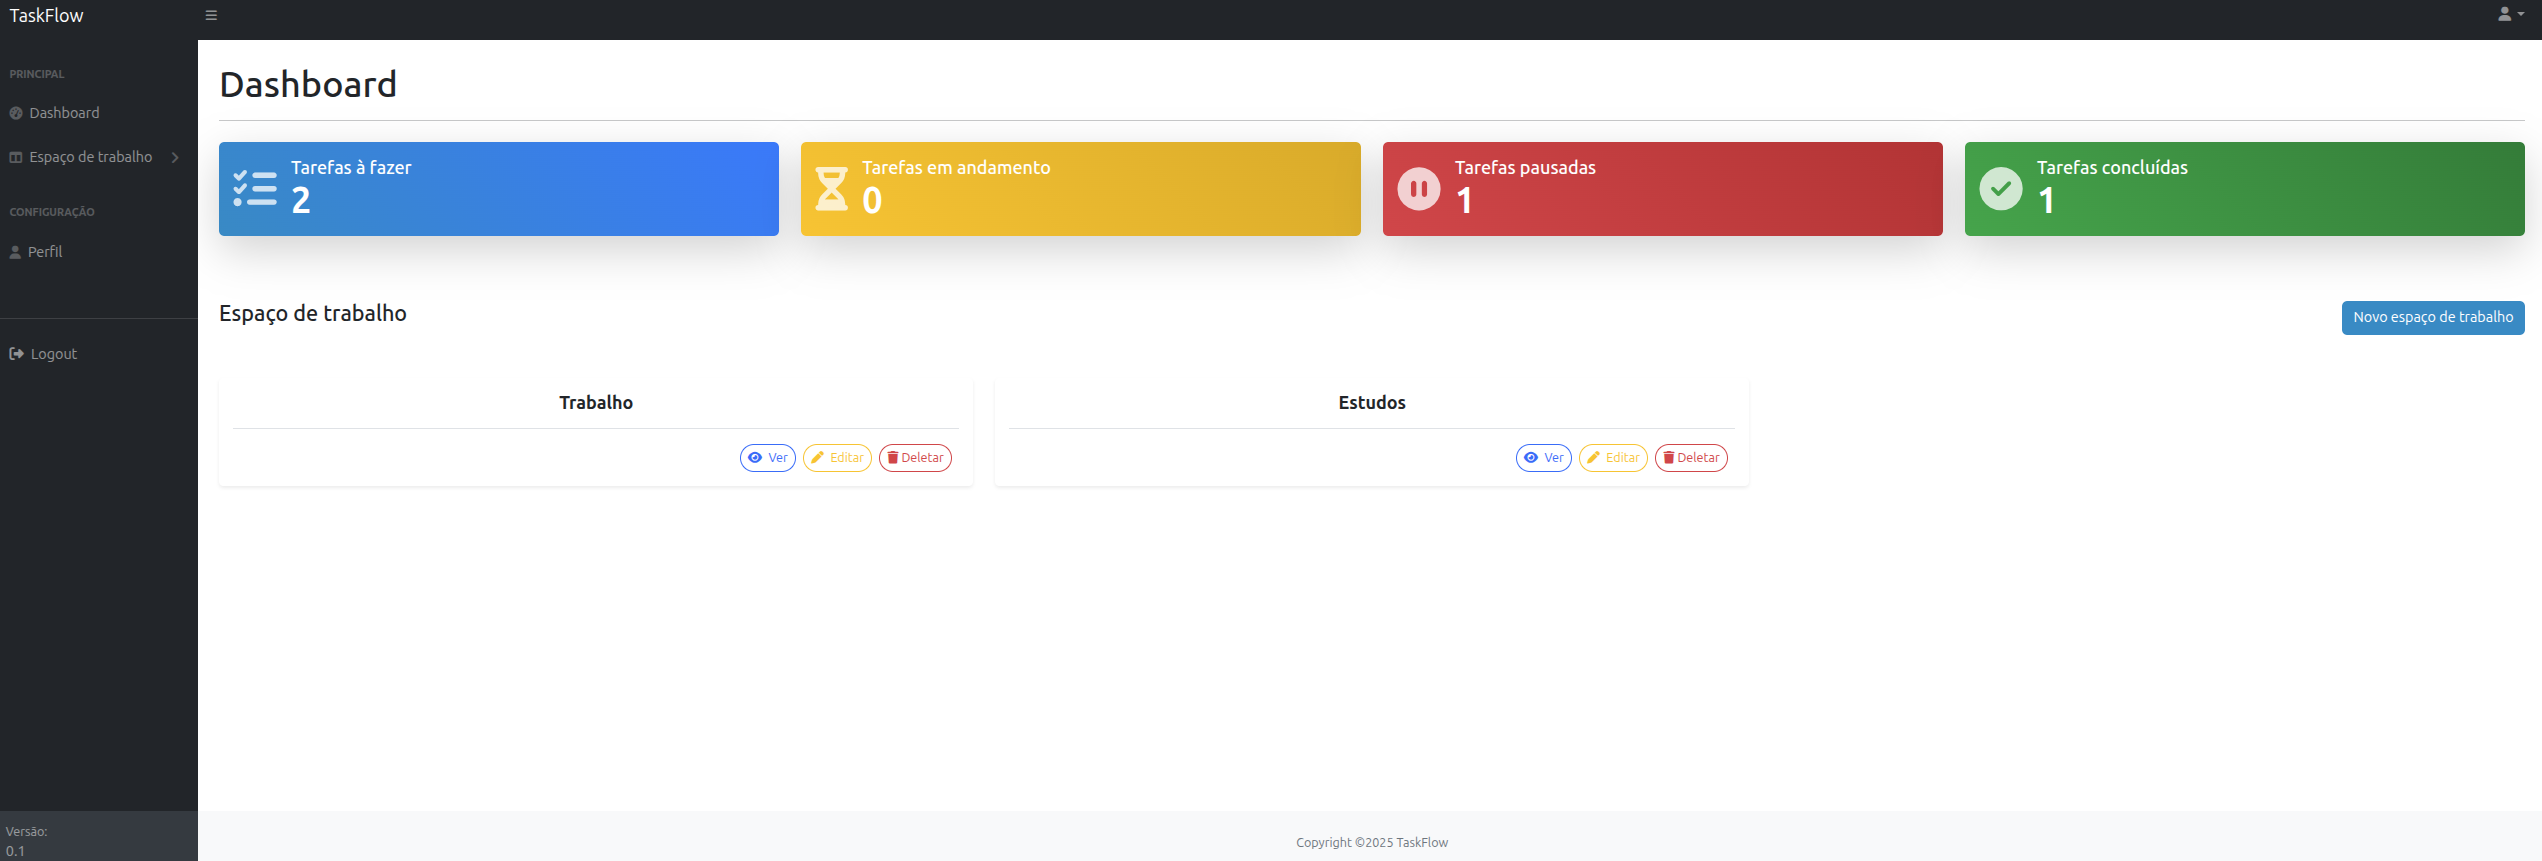 TaskFlow
PRINCIPAL
Dashboard
Espaço de trabalho
CONFIGURAÇÃO
Perfil
Logout
Versão:
0.1
Dashboard
Tarefas à fazer
2
Tarefas em andamento
0
Tarefas pausadas
1
Tarefas concluídas
1
Espaço de trabalho
Novo espaço de trabalho
Trabalho
Ver Editar Deletar
Estudos
Ver Editar Deletar
Copyright ©2025 TaskFlow